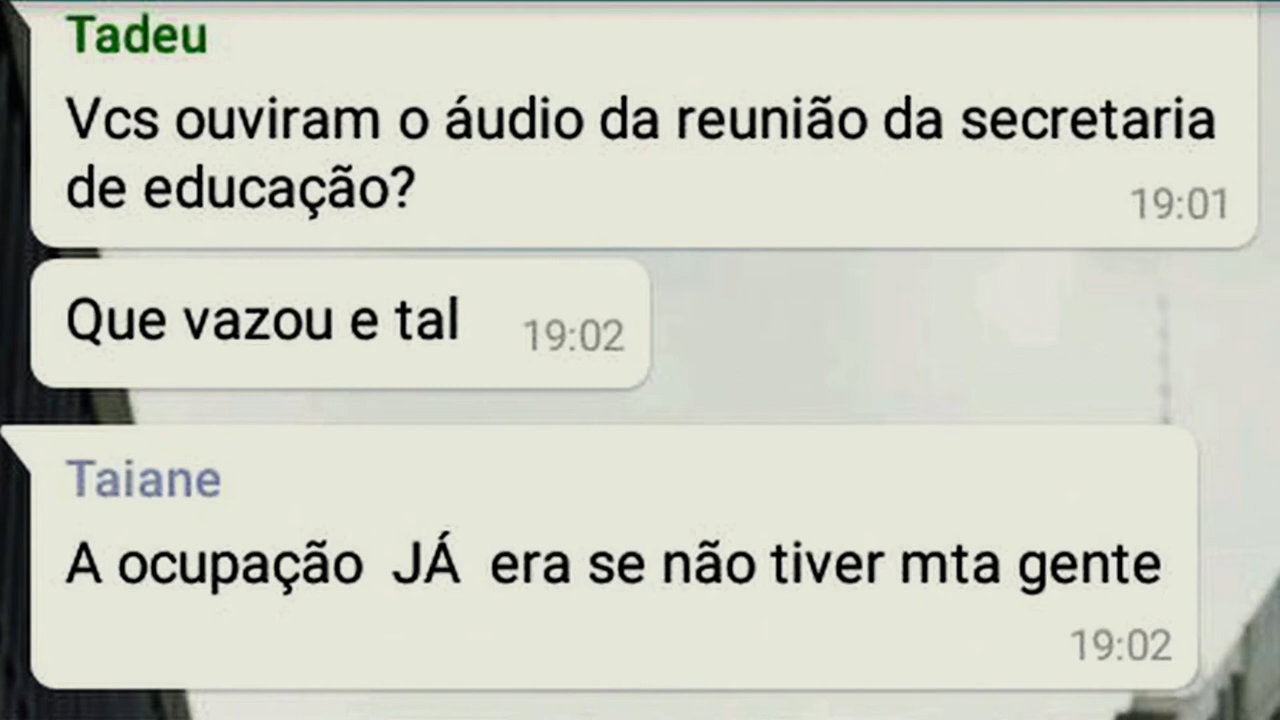 Tadeu
Vcs ouviram o áudio da reunião da secretaria
de educação?
19:01
Que vazou e tal 19:02
Taiane
A ocupação JÁ era se não tiver mta gente
19:02